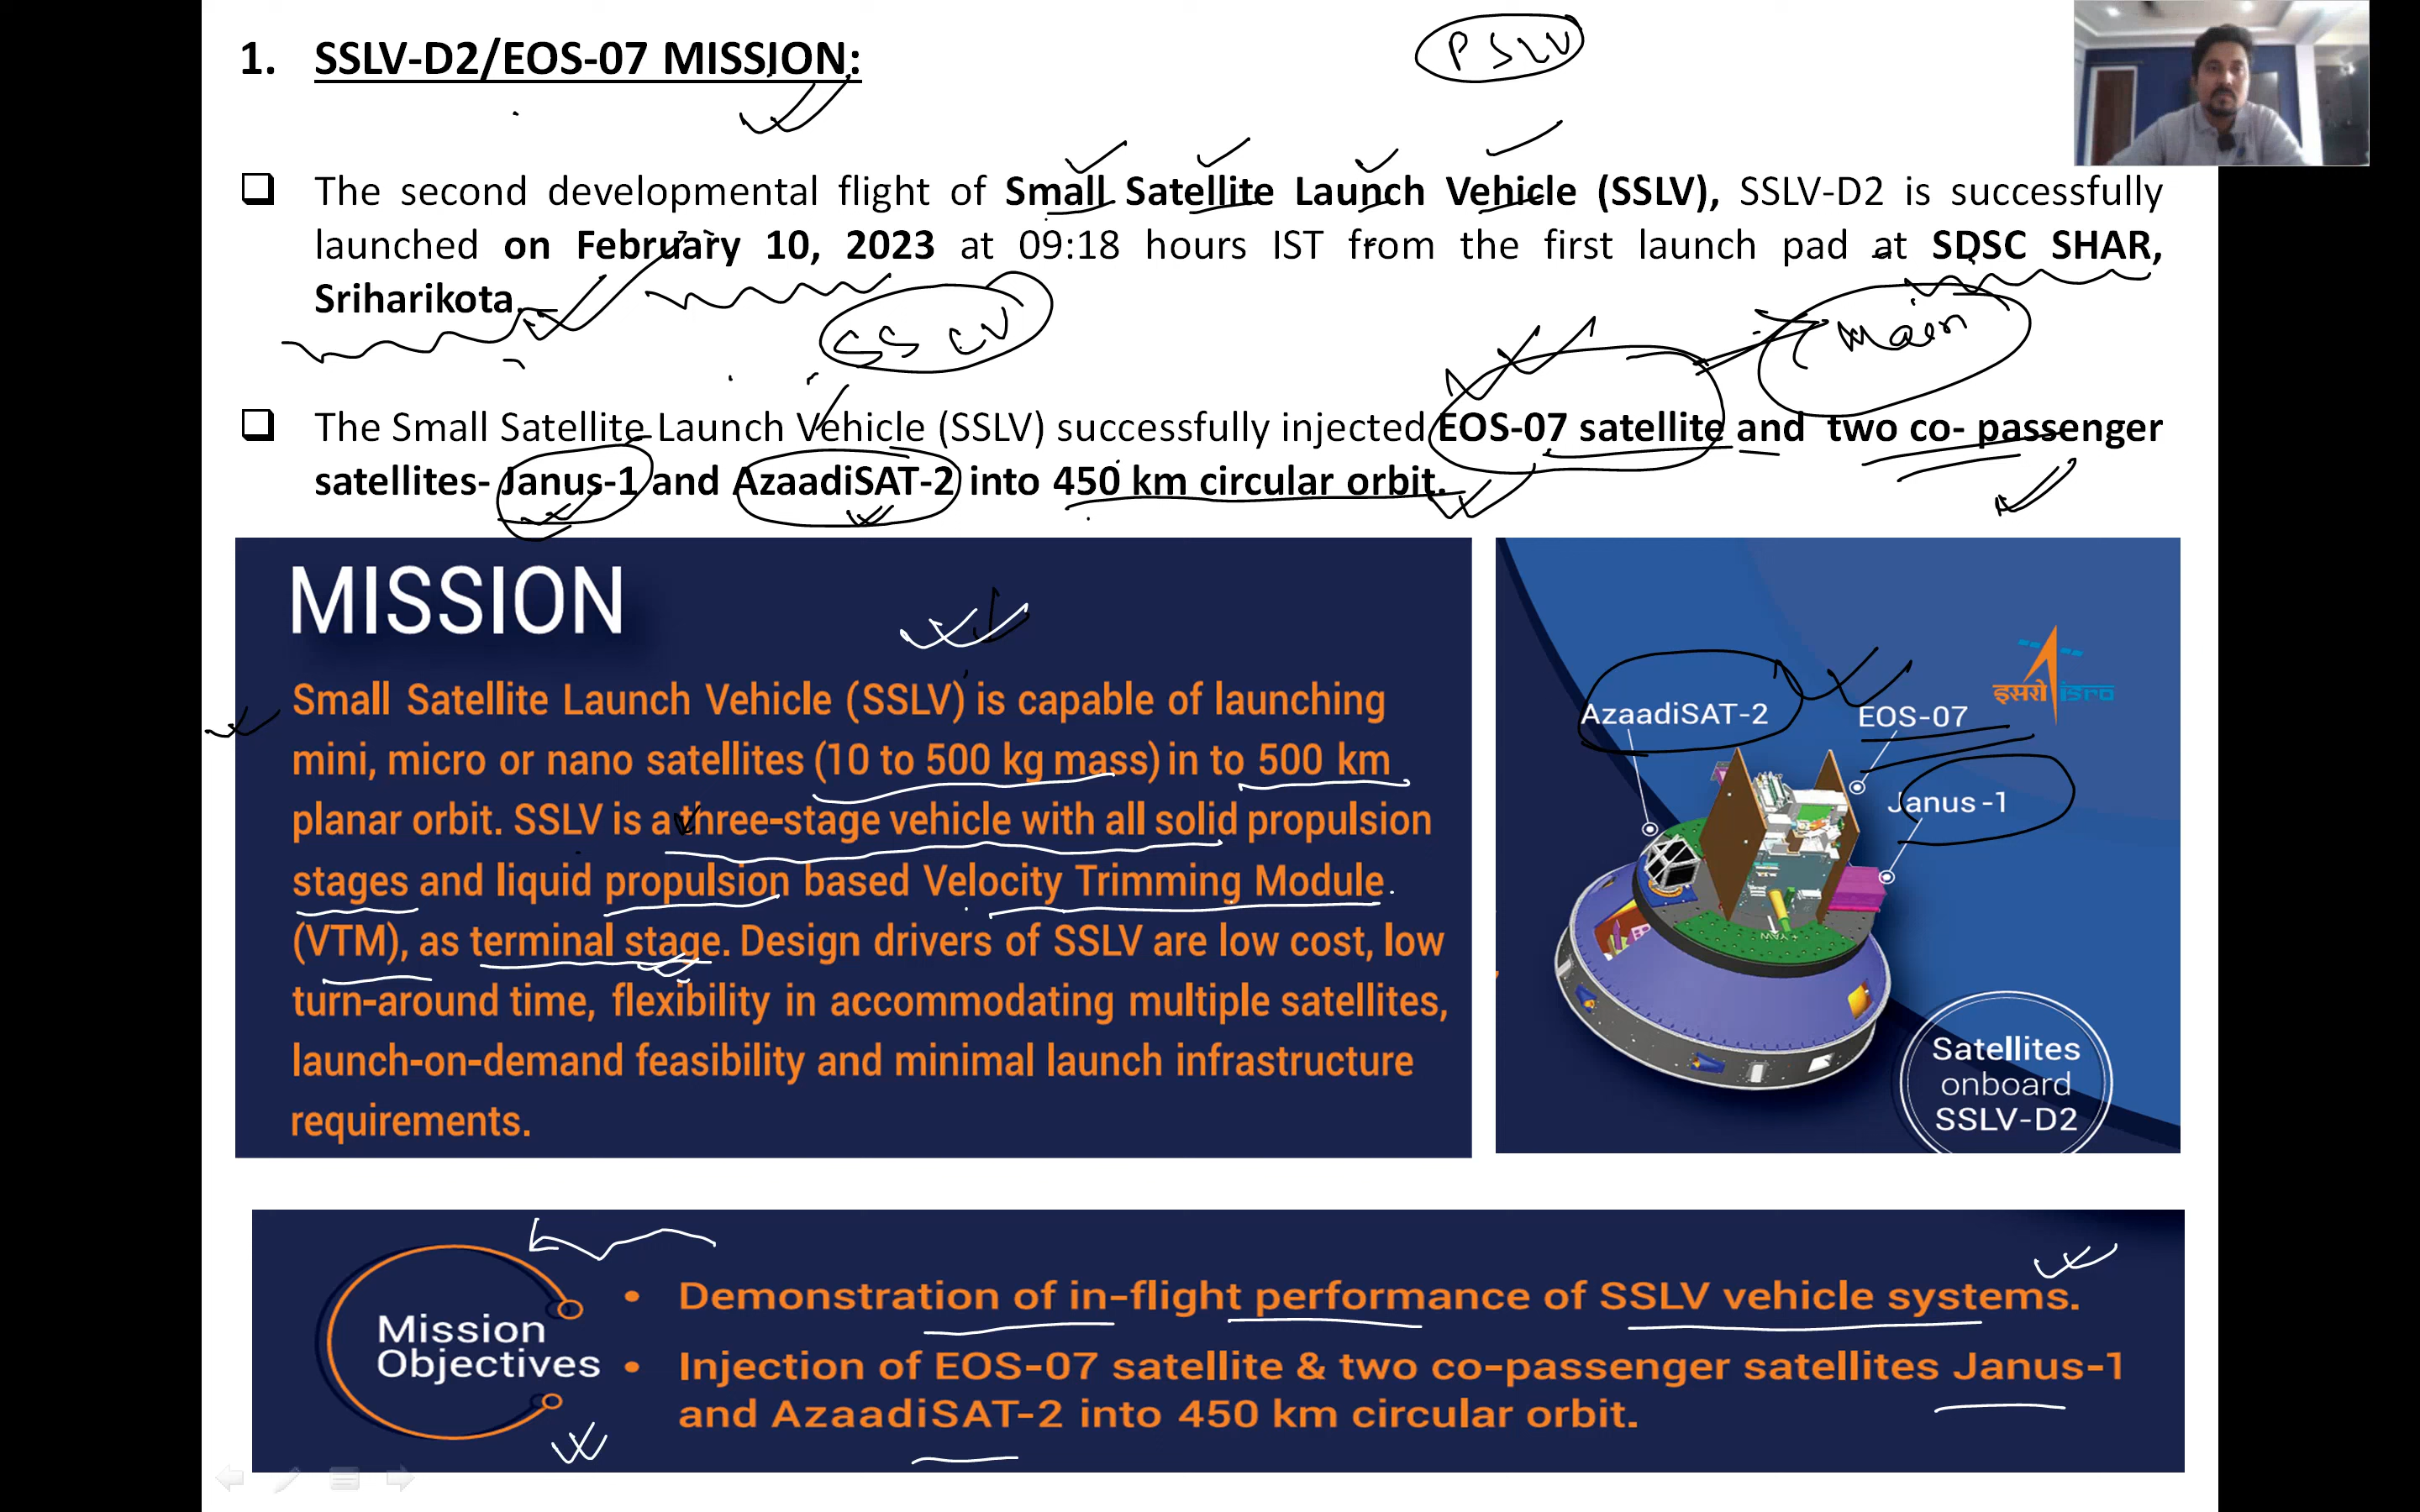 PSLV
1. SSLV-D2/EOS-07 MISSION:
❑ The second developmental flight of Small Satellite Launch Vehicle (SSLV), SSLV-D2 is successfully
launched on February 10, 2023 at 09:18 hours IST from the first launch pad at SDSC SHAR,
Sriharikota.
SSLV
Main
❑ The Small Satellite Launch Vehicle (SSLV) successfully injected EOS-07 satellite and two co- passenger
satellites- Janus-1 and AzaadiSAT-2 into 450 km circular orbit.
MISSION
Small Satellite Launch Vehicle (SSLV) is capable of launching
mini, micro or nano satellites (10 to 500 kg mass) in to 500 km
planar orbit. SSLV is a three-stage vehicle with all solid propulsion
stages and liquid propulsion based Velocity Trimming Module
(VTM), as terminal stage. Design drivers of SSLV are low cost, low
turn-around time, flexibility in accommodating multiple satellites,
launch-on-demand feasibility and minimal launch infrastructure
requirements.
इसरो isro
AzaadiSAT-2
EOS-07
Janus-1
Satellites
onboard
SSLV-D2
Mission
Objectives
• Demonstration of in-flight performance of SSLV vehicle systems.
• Injection of EOS-07 satellite & two co-passenger satellites Janus-1
and AzaadiSAT-2 into 450 km circular orbit.